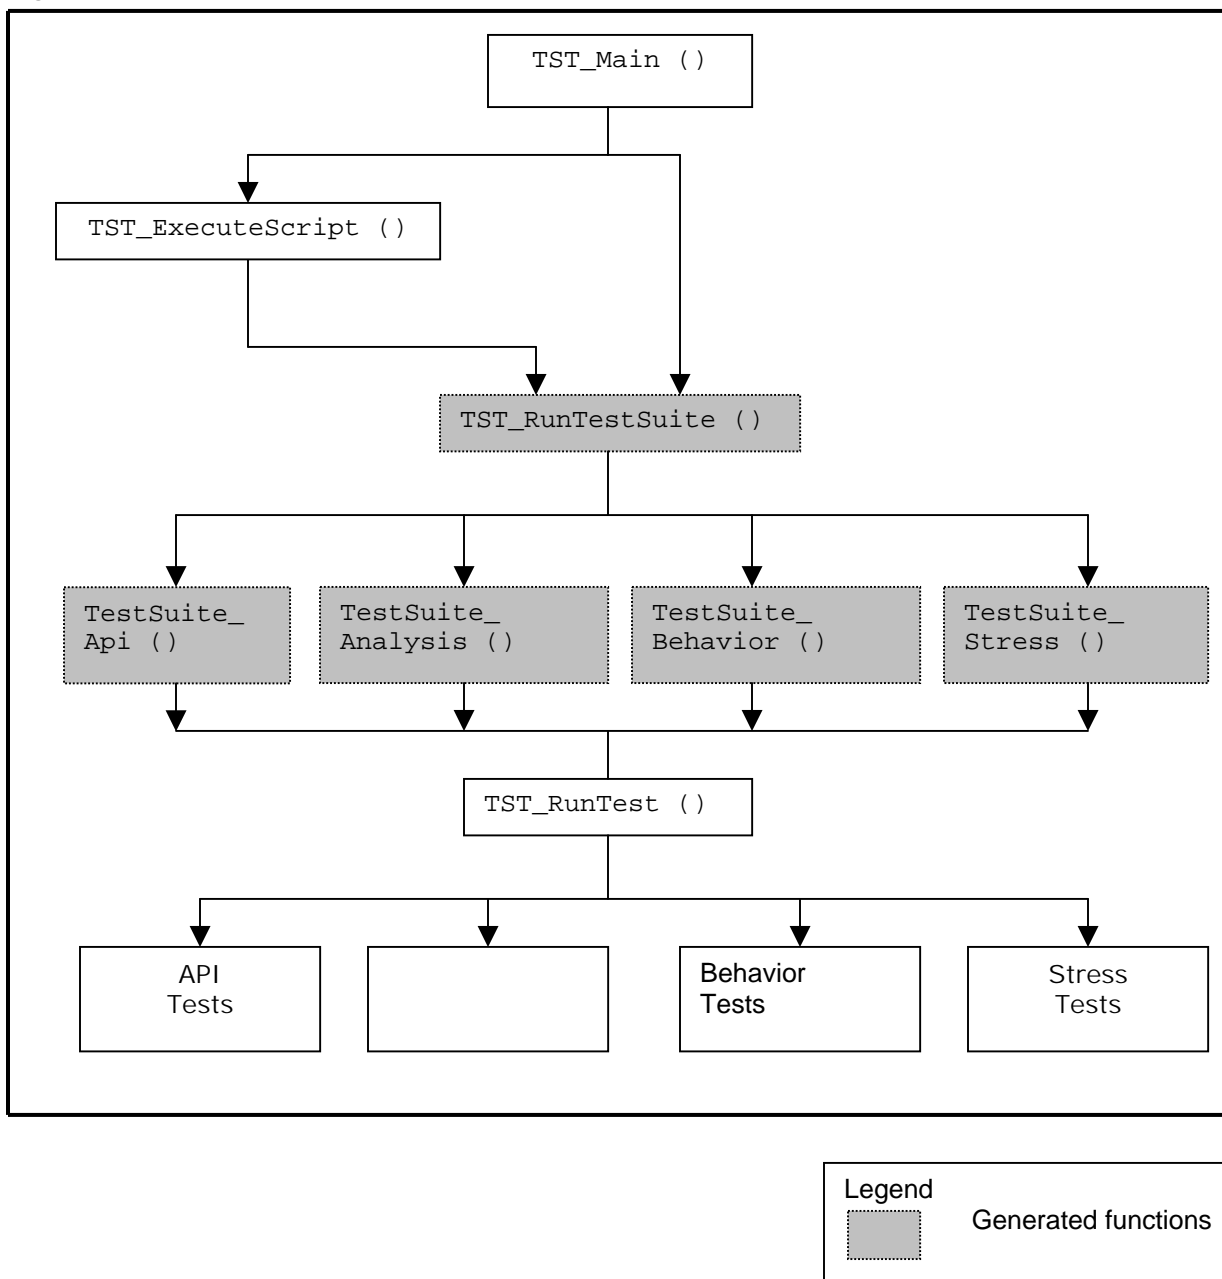 TST_Main ()
TST_ExecuteScript ()
TST_RunTestSuite ()
TestSuite_
Api ()
TestSuite_
Analysis ()
TestSuite_
Behavior ()
TestSuite_
Stress ()
TST_RunTest ()
API
Tests
Behavior
Tests
Stress
Tests
Legend
Generated functions